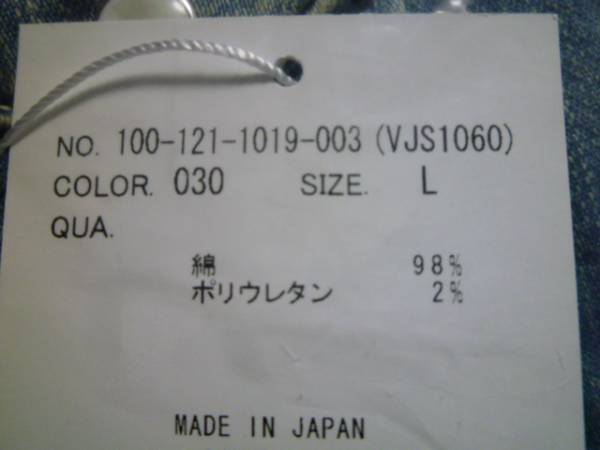 NO. 100-121-1019-003 (VJS1060)
COLOR. 030 SIZE. L
QUA.
綿 98%
ポリウレタン 2%
MADE IN JAPAN